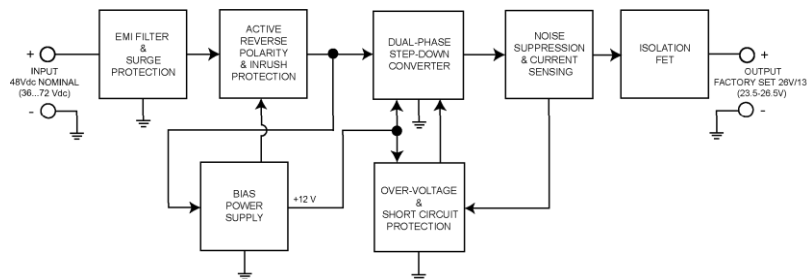 EMI FILTER
&
SURGE
PROTECTION
ACTIVE
REVERSE
POLARITY
& INRUSH
PROTECTION
DUAL-PHASE
STEP-DOWN
CONVERTER
NOISE
SUPPRESSION
& CURRENT
SENSING
ISOLATION
FET
+
INPUT
48Vdc NOMINAL
(36...72 Vdc)
-
+
OUTPUT
FACTORY SET 26V/13
(23.5-26.5V)
-
BIAS
POWER
SUPPLY
+12 V
OVER-VOLTAGE
&
SHORT CIRCUIT
PROTECTION